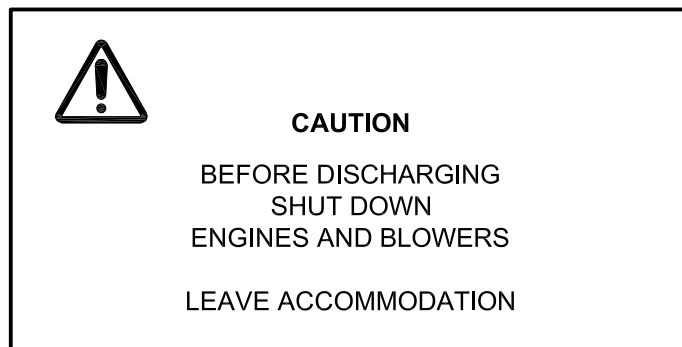 CAUTION
BEFORE DISCHARGING
SHUT DOWN
ENGINES AND BLOWERS
LEAVE ACCOMMODATION